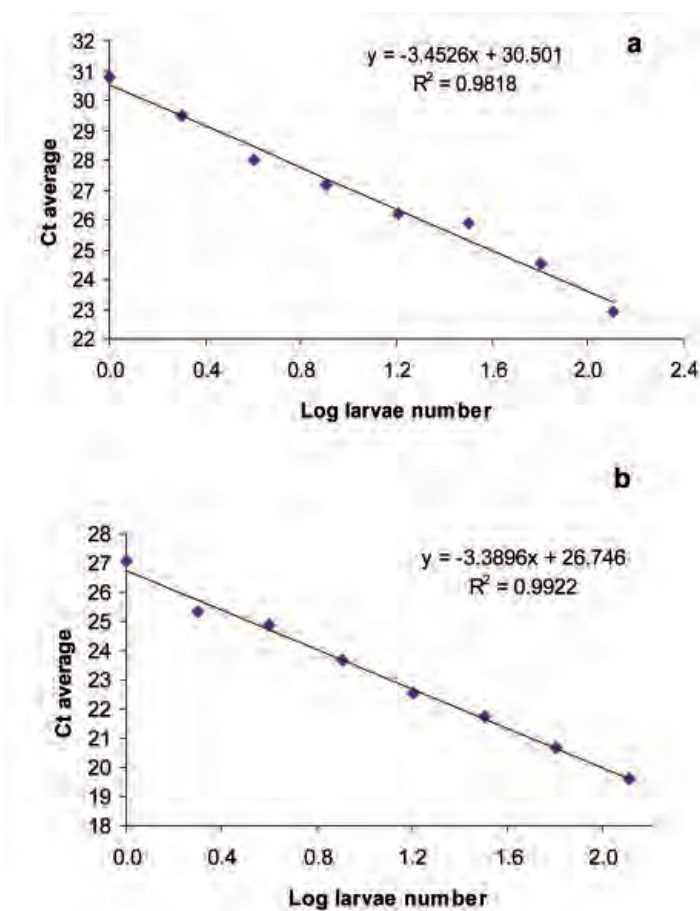 a
y = -3.4526x + 30.501
R² = 0.9818
32
31
30
29
28
27
26
25
24
23
22
Ct average
0.0 0.4 0.8 1.2 1.6 2.0 2.4
Log larvae number
b
y = -3.3896x + 26.746
R² = 0.9922
28
27
26
25
24
23
22
21
20
19
18
Ct average
0.0 0.4 0.8 1.2 1.6 2.0
Log larvae number